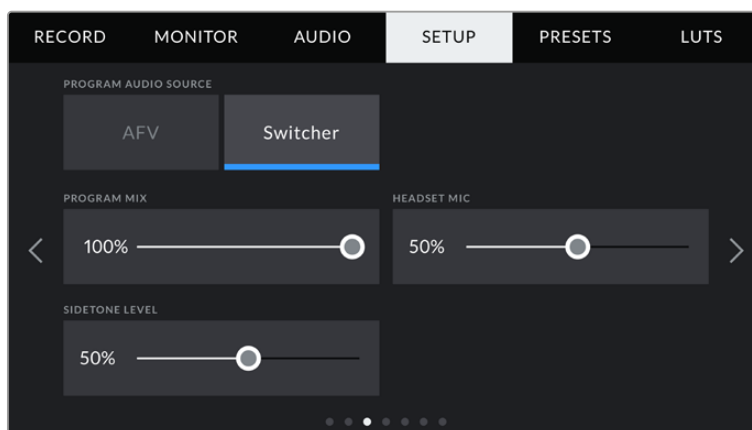 RECORD MONITOR AUDIO SETUP PRESETS LUTS
PROGRAM AUDIO SOURCE
AFV Switcher
PROGRAM MIX HEADSET MIC
100% 50%
SIDETONE LEVEL
50%